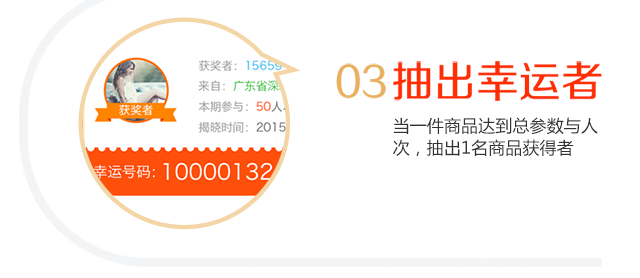 获奖者：15659
来自：广东省深
本期参与：50人
揭晓时间：2015
获奖者
幸运号码：10000132
03 抽出幸运者
当一件商品达到总参数与人
次，抽出1名商品获得者